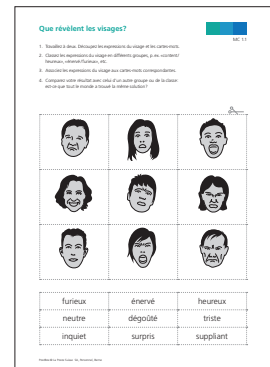 Que révèlent les visages?
MC 1.1
1. Travaillez à deux. Découpez les expressions du visage et les cartes-mots.
2. Classez les expressions du visage en différents groupes, p. ex. «content/
heureux», «énervé/furieux», etc.
3. Associez les expressions du visage aux cartes-mots correspondantes.
4. Comparez votre résultat avec celui d'un autre groupe ou de la classe:
est-ce que tout le monde a trouvé la même solution?
furieux énervé heureux
neutre dégoûté triste
inquiet surpris suppliant